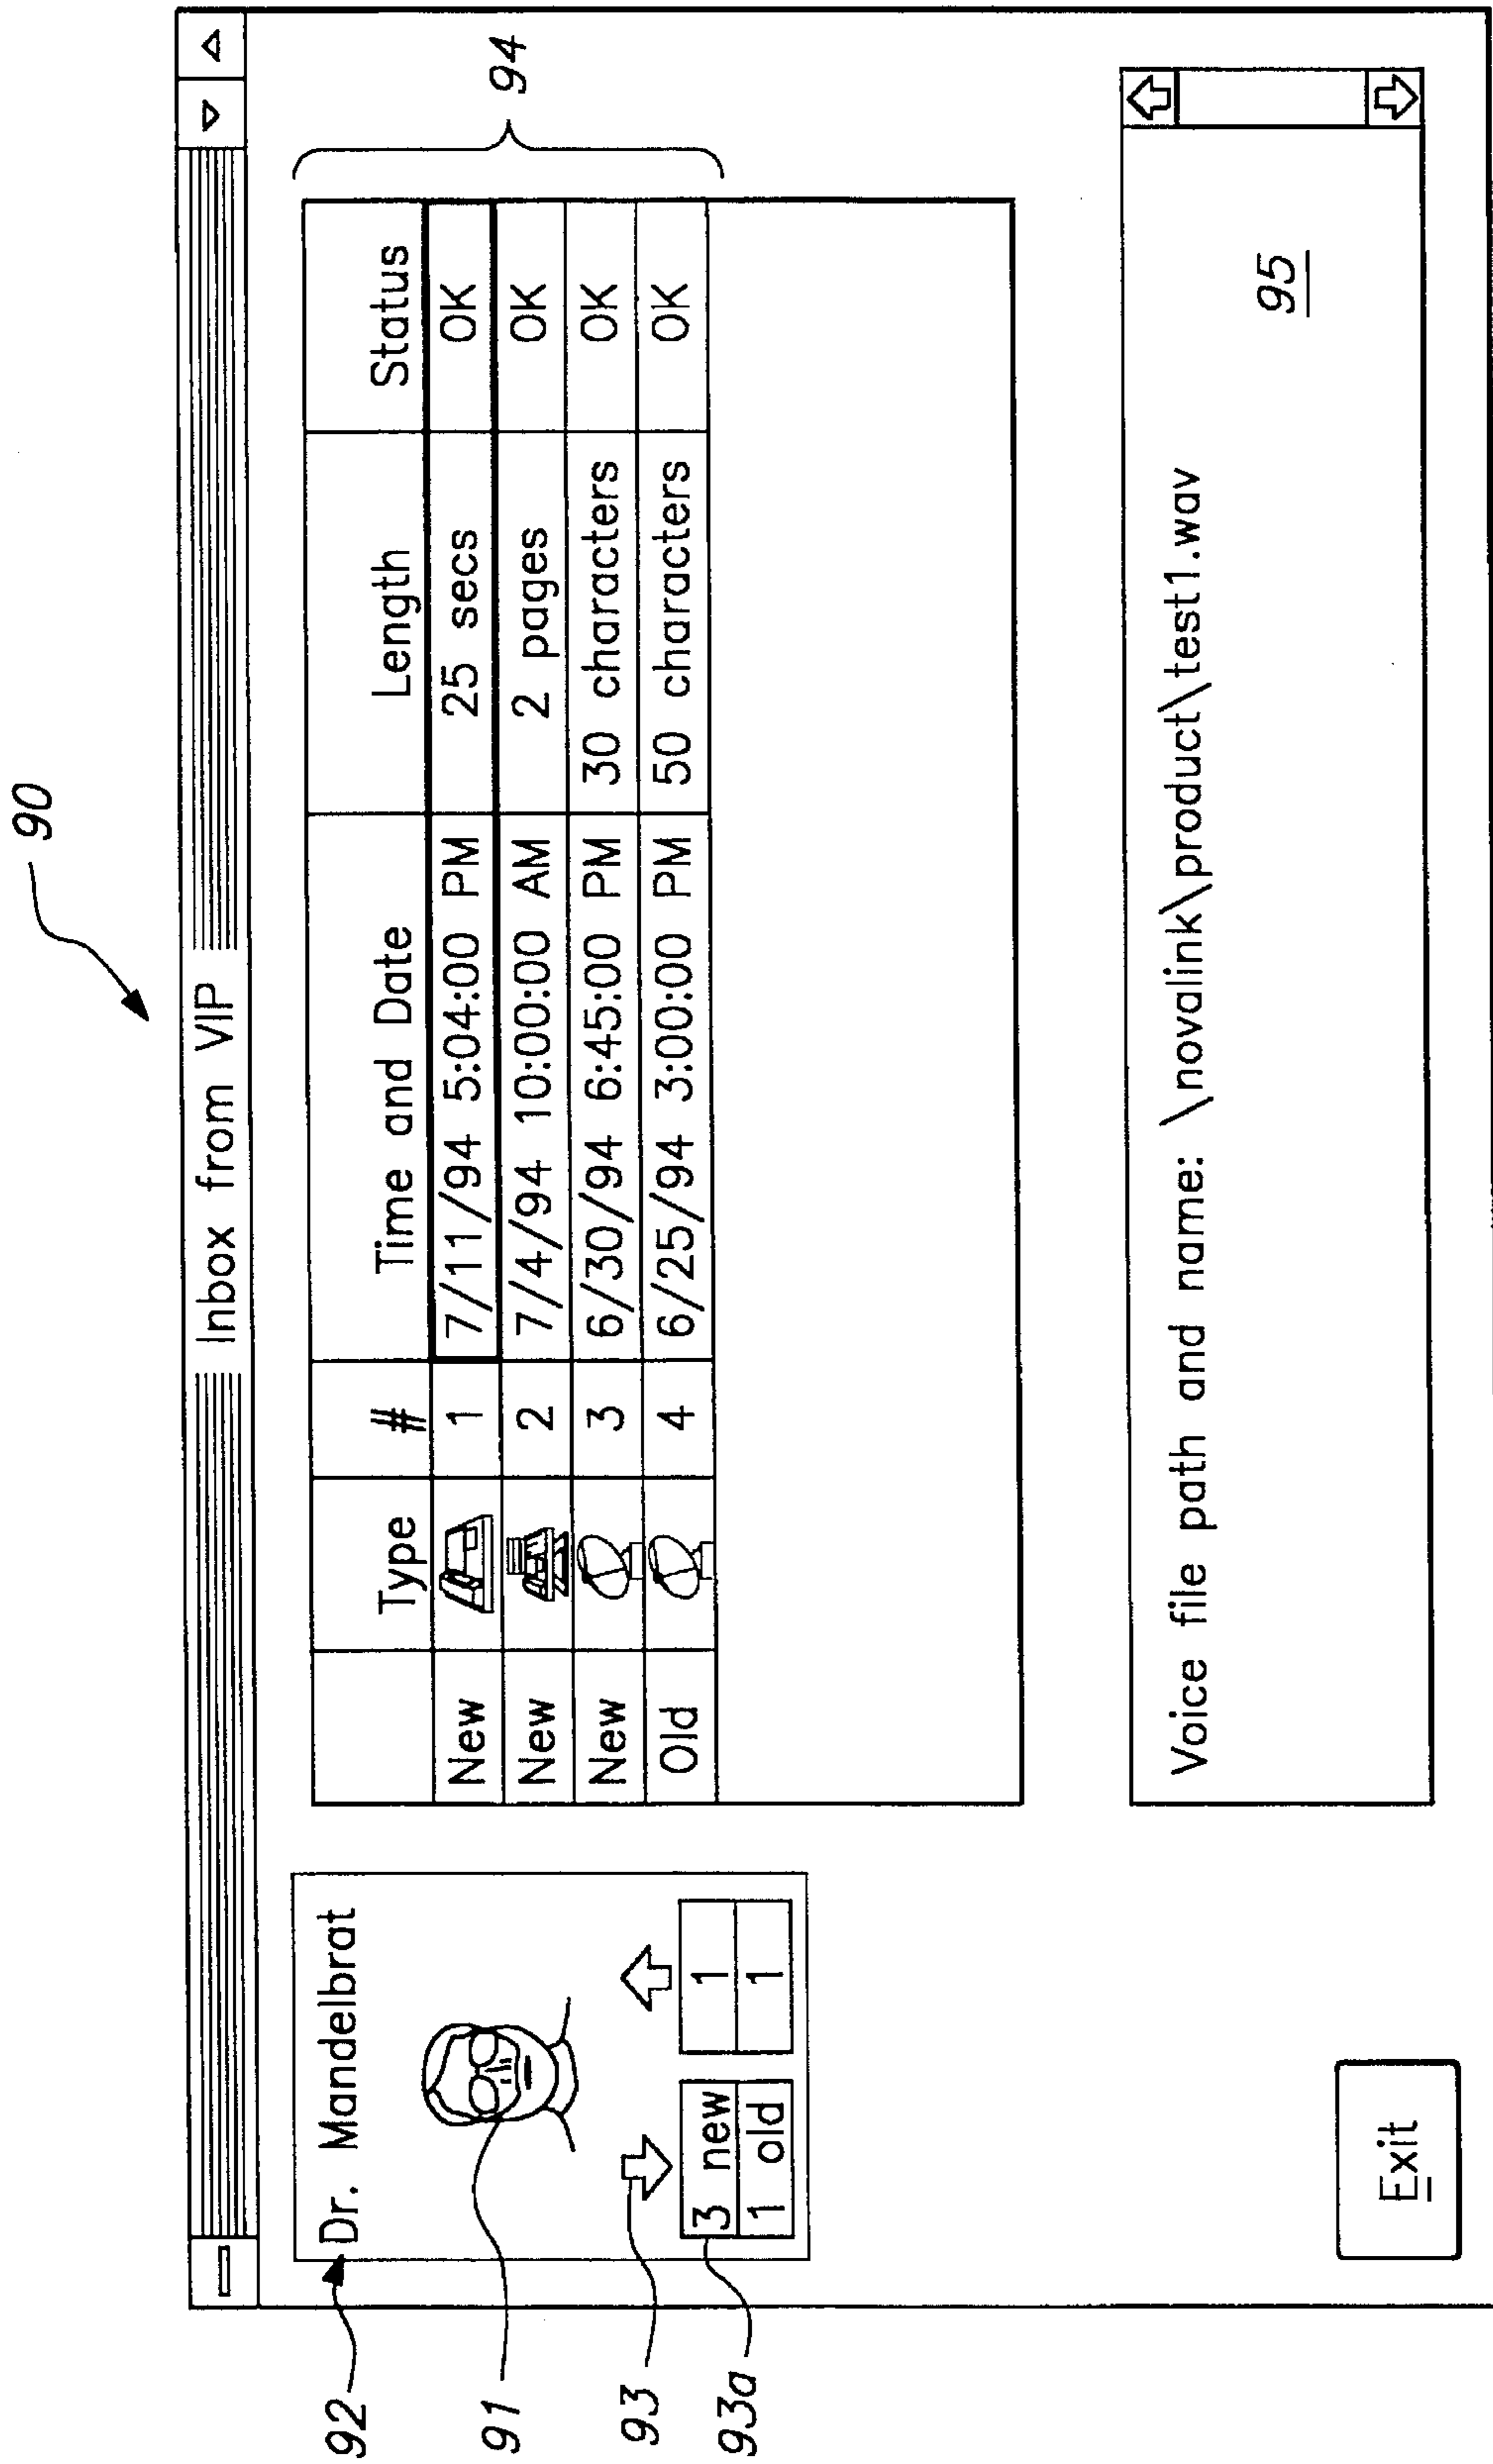 90
Inbox from VIP
92
Dr. Mandelbrat
91
93
93a
3 new 1
1 old 1
Type # Time and Date Length Status
New 1 7/11/94 5:04:00 PM 25 secs OK
New 2 7/4/94 10:00:00 AM 2 pages OK
New 3 6/30/94 6:45:00 PM 30 characters OK
Old 4 6/25/94 3:00:00 PM 50 characters OK
94
Voice file path and name: \novalink\product\test1.wav
95
Exit